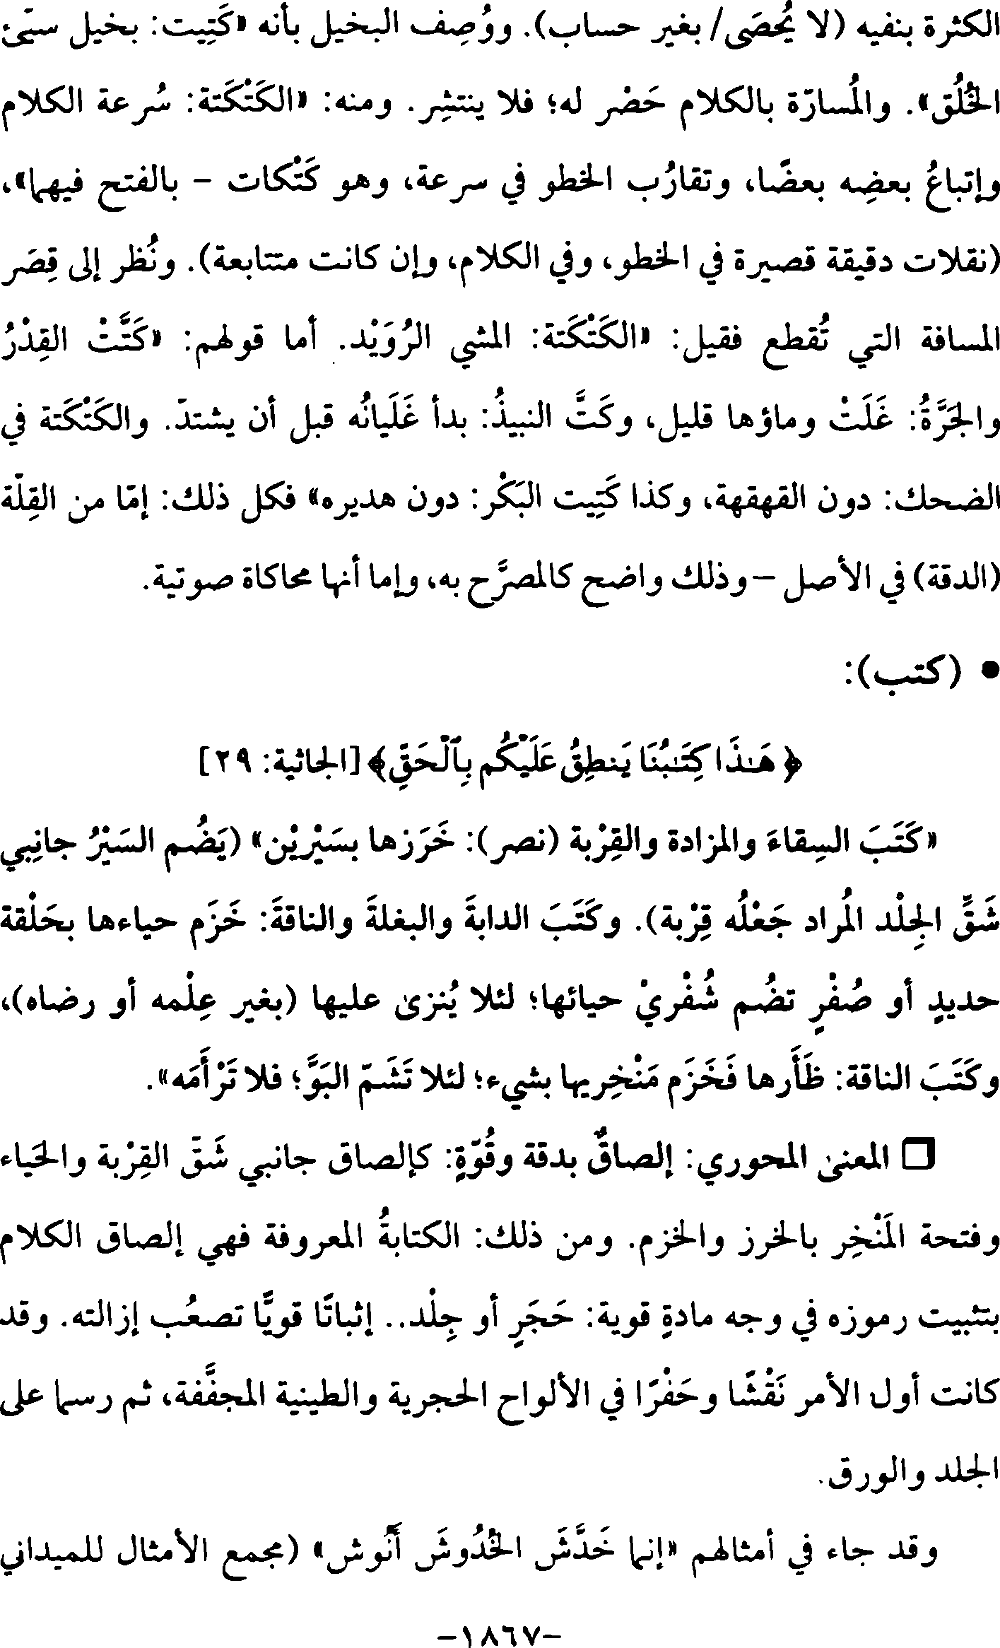 الكثرة بنفيه (لا يُحصَى/ بغير حساب). ووُصِف البخيل بأنه «كَتِيت: بخيل سيّئ
الخُلُق». والمُسارّة بالكلام حَصْر له؛ فلا ينتشِر. ومنه: «الكَتْكَتة: سُرعة الكلام
وإتباعُ بعضِه بعضًا، وتقارُب الخطو في سرعة، وهو كَتْكات - بالفتح فيهما»،
(نقلات دقيقة قصيرة في الخطو، وفي الكلام، وإن كانت متتابعة). ونُظر إلى قِصَر
المسافة التي تُقطع فقيل: «الكَتْكَتة: المشي الرُوَيْد. أما قولهم: «كَتَّتْ القِدْرُ
والجَرَّةُ: غَلَتْ وماؤها قليل، وكَتَّ النبيذُ: بدأ غَلَيانُه قبل أن يشتدّ. والكَتْكَتة في
الضحك: دون القهقهة، وكذا كَتِيت البَكْر: دون هديره» فكل ذلك: إمّا من القِلّة
(الدقة) في الأصل –وذلك واضح كالمصرَّح به، وإما أنها محاكاة صوتية.
● (كتب):
﴿هَـٰذَا كِتَـٰبُنَا يَنطِقُ عَلَيْكُم بِٱلْحَقِّ﴾ [الجاثية: ٢٩]
«كَتَبَ السِقاءَ والمزادة والقِرْبة (نصر): خَرَزها بسَيْريْن» (يَضُم السَيْرُ جانِبي
شَقِّ الجِلْد المُراد جَعْلُه قِرْبة). وكَتَبَ الدابةَ والبغلةَ والناقةَ: خَزَم حياءها بحَلْقة
حديدٍ أو صُفْرٍ تضُم شُفْريْ حيائها؛ لئلا يُنزىٰ عليها (بغير عِلْمه أو رضاه)،
وكَتَبَ الناقة: ظَأَرها فَخَزَم مَنْخِريها بشيء؛ لئلا تَشَمّ البَوَّ؛ فلا تَرْأَمَه».
❒ المعنىٰ المحوري: إلصاقٌ بدقة وقُوّةٍ: كإلصاق جانبي شَقّ القِرْبة والحَياء
وفتحة المَنْخِر بالخرز والخزم. ومن ذلك: الكتابةُ المعروفة فهي إلصاق الكلام
بتثبيت رموزه في وجه مادةٍ قوية: حَجَرٍ أو جِلْد.. إثباتًا قويًّا تصعُب إزالته. وقد
كانت أول الأمر نَقْشًا وحَفْرًا في الألواح الحجرية والطينية المجفَّفة، ثم رسما على
الجلد والورق.
وقد جاء في أمثالهم «إنما خَدَّشَ الخُدُوشَ أَنُوش» (مجمع الأمثال للميداني
-١٨٦٧-